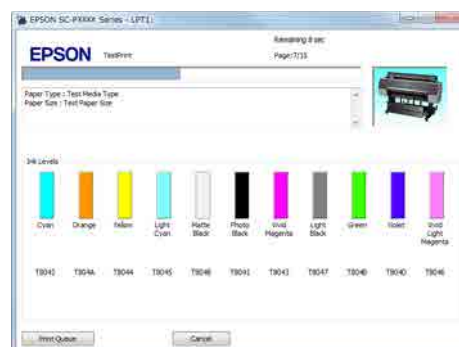 EPSON SC-PXXXX Series - LPT1:
Remaining 8 sec
EPSON TestPrint Page:7/15
Paper Type : Test Media Type
Paper Size : Test Paper Size
Ink Levels
Cyan Orange Yellow Light Cyan Matte Black Photo Black Vivid Magenta Light Black Green Violet Vivid Light Magenta
T8042 T804A T8044 T8045 T8048 T8041 T8043 T8047 T804B T804D T8046
Print Queue Cancel